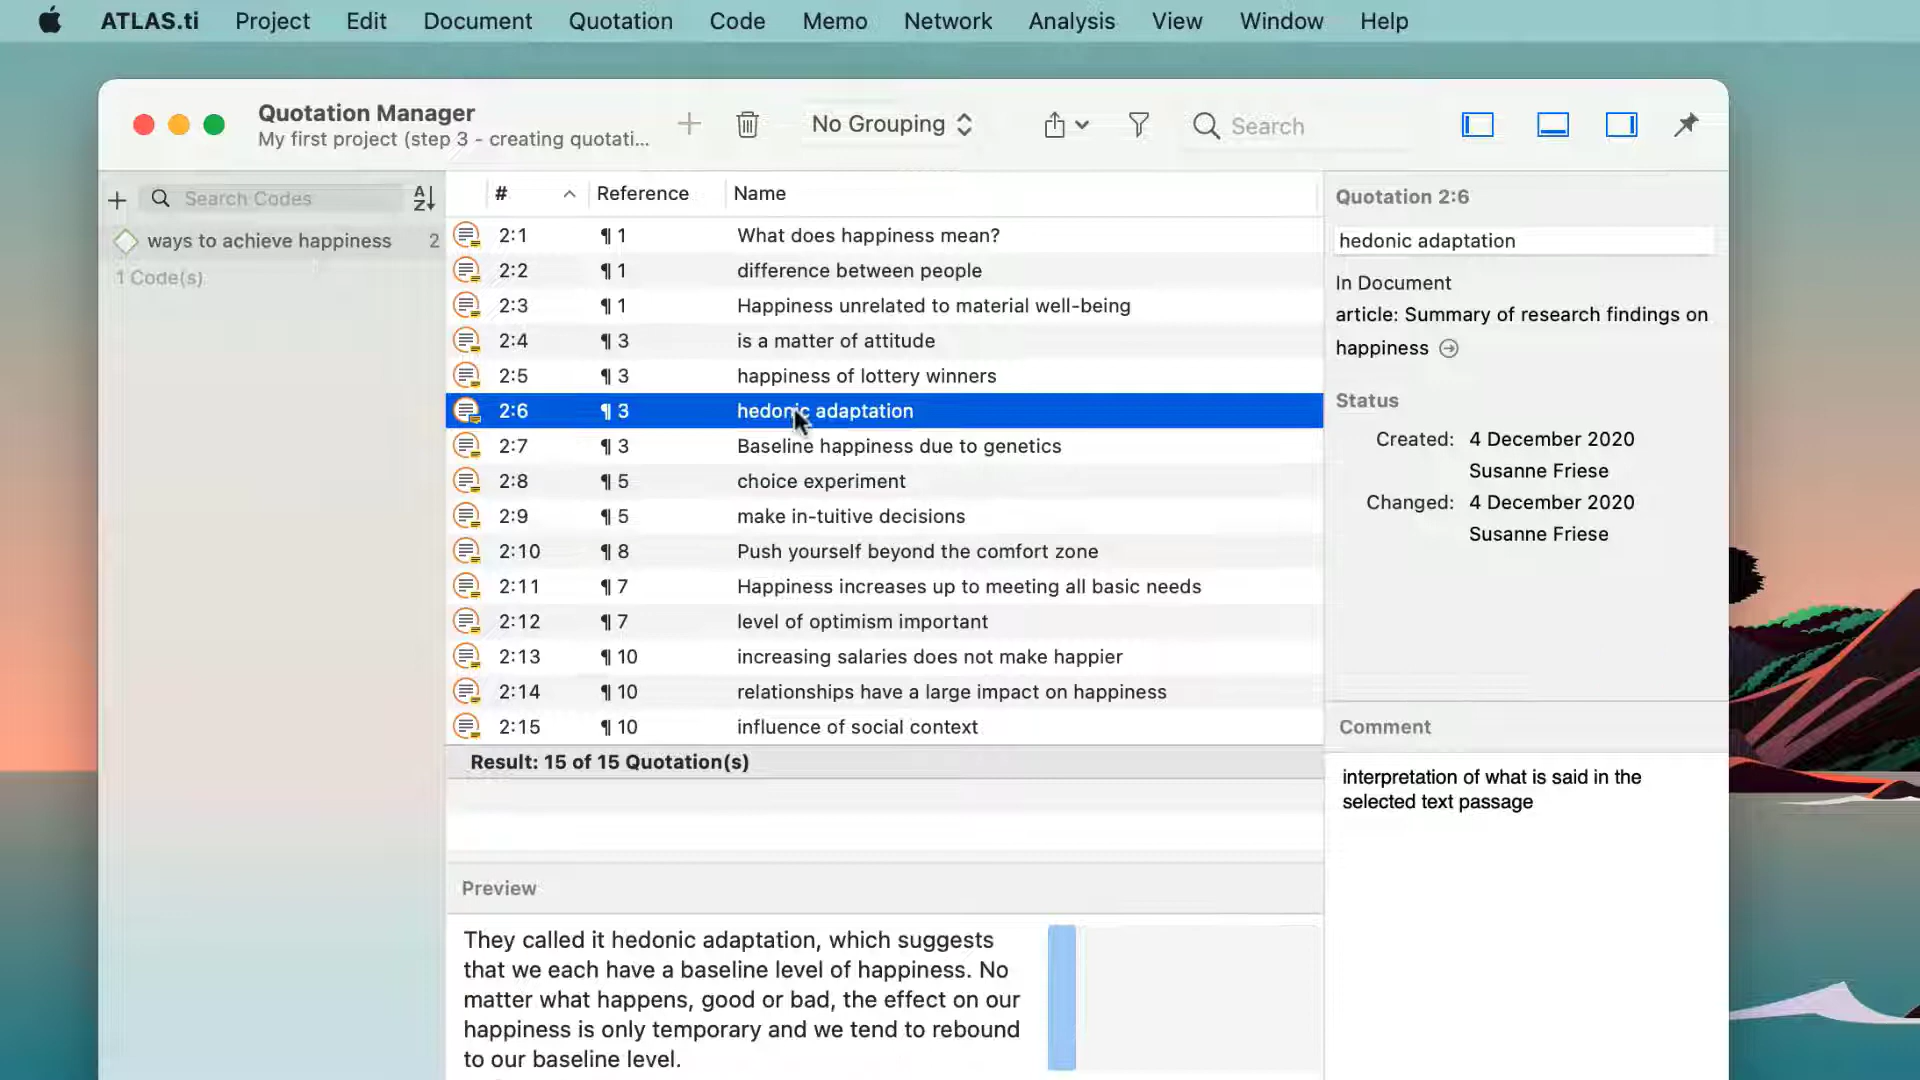 ATLAS.ti Project Edit Document Quotation Code Memo Network Analysis View Window Help
Quotation Manager
My first project (step 3 - creating quotati...
No Grouping
Search
Search Codes
ways to achieve happiness 2
1 Code(s)
# Reference Name
2:1 ¶ 1 What does happiness mean?
2:2 ¶ 1 difference between people
2:3 ¶ 1 Happiness unrelated to material well-being
2:4 ¶ 3 is a matter of attitude
2:5 ¶ 3 happiness of lottery winners
2:6 ¶ 3 hedonic adaptation
2:7 ¶ 3 Baseline happiness due to genetics
2:8 ¶ 5 choice experiment
2:9 ¶ 5 make in-tuitive decisions
2:10 ¶ 8 Push yourself beyond the comfort zone
2:11 ¶ 7 Happiness increases up to meeting all basic needs
2:12 ¶ 7 level of optimism important
2:13 ¶ 10 increasing salaries does not make happier
2:14 ¶ 10 relationships have a large impact on happiness
2:15 ¶ 10 influence of social context
Result: 15 of 15 Quotation(s)
Preview
They called it hedonic adaptation, which suggests
that we each have a baseline level of happiness. No
matter what happens, good or bad, the effect on our
happiness is only temporary and we tend to rebound
to our baseline level.
Quotation 2:6
hedonic adaptation
In Document
article: Summary of research findings on
happiness
Status
Created: 4 December 2020
Susanne Friese
Changed: 4 December 2020
Susanne Friese
Comment
interpretation of what is said in the
selected text passage